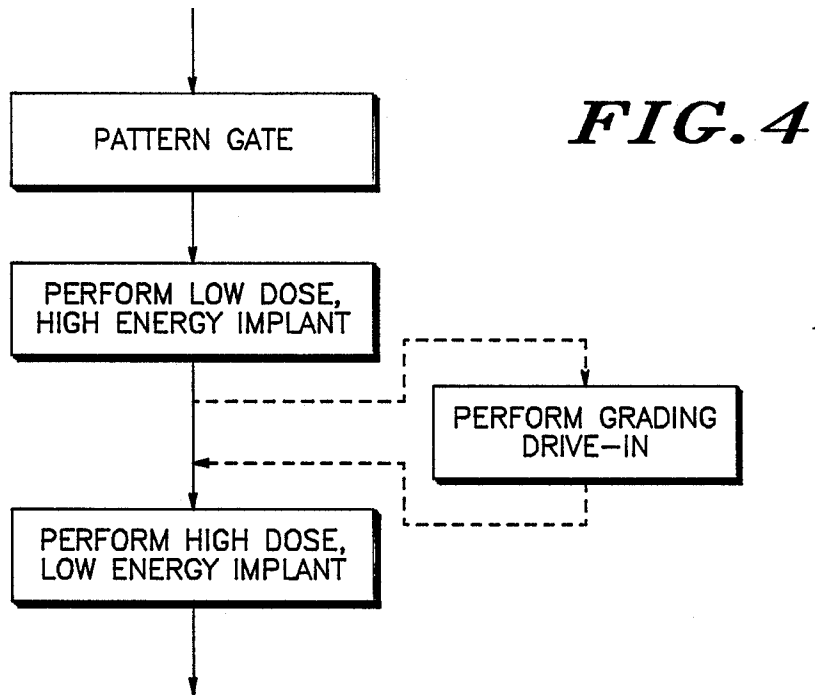 FIG. 4
PATTERN GATE
PERFORM LOW DOSE,
HIGH ENERGY IMPLANT
PERFORM GRADING
DRIVE-IN
PERFORM HIGH DOSE,
LOW ENERGY IMPLANT